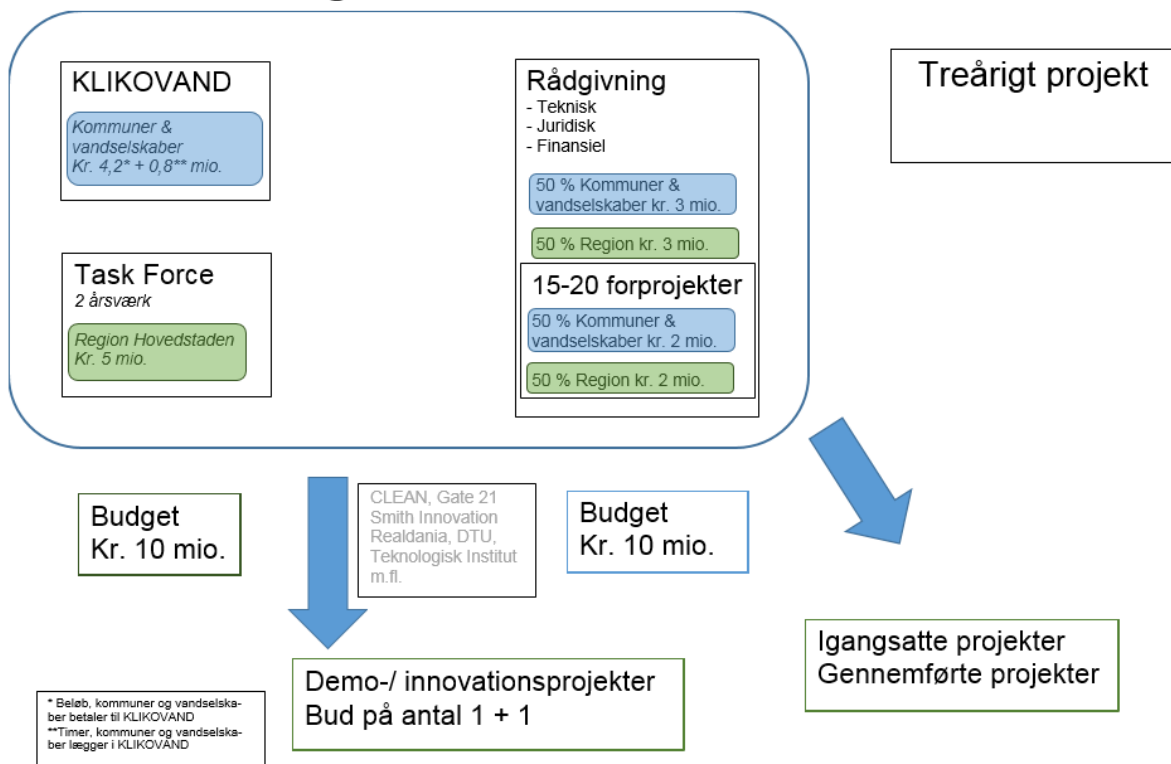 KLIKOVAND
Kommuner &
vandselskaber
Kr. 4,2* + 0,8** mio.
Task Force
2 årsværk
Region Hovedstaden
Kr. 5 mio.
Rådgivning
- Teknisk
- Juridisk
- Finansiel
50 % Kommuner &
vandselskaber kr. 3 mio.
50 % Region kr. 3 mio.
15-20 forprojekter
50 % Kommuner &
vandselskaber kr. 2 mio.
50 % Region kr. 2 mio.
Treårigt projekt
Budget
Kr. 10 mio.
CLEAN, Gate 21
Smith Innovation
Realdania, DTU,
Teknologisk Institut
m.fl.
Budget
Kr. 10 mio.
Demo-/ innovationsprojekter
Bud på antal 1 + 1
Igangsatte projekter
Gennemførte projekter
* Beløb, kommuner og vandselska-
ber betaler til KLIKOVAND
**Timer, kommuner og vandselska-
ber lægger i KLIKOVAND